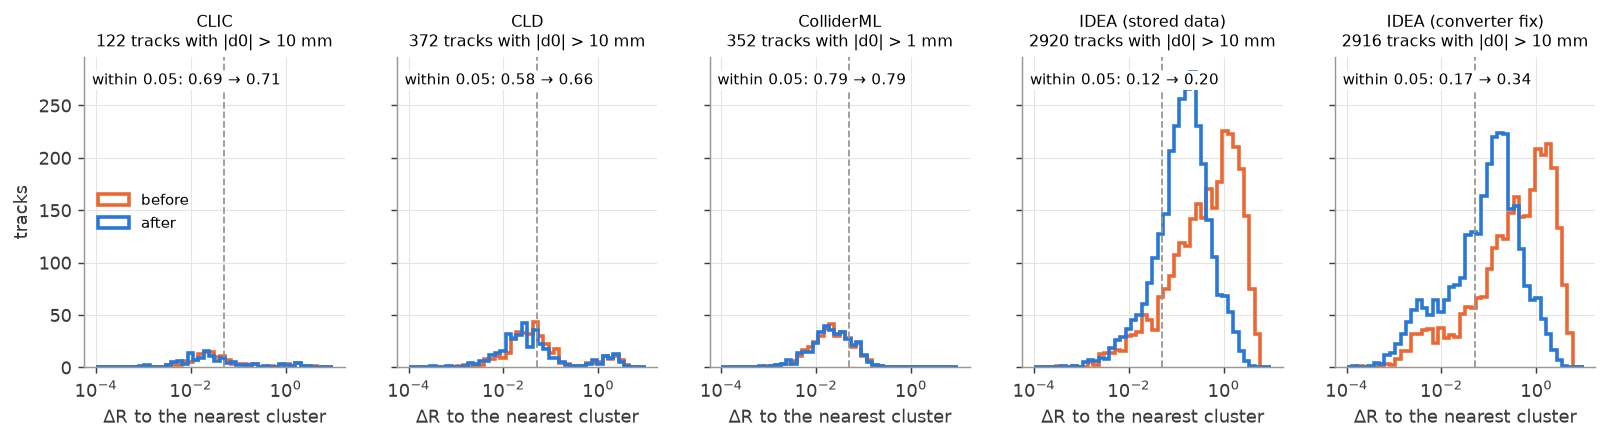 CLIC
122 tracks with |d0| > 10 mm
within 0.05: 0.69 → 0.71
250
200
150
100
50
0
tracks
before
after
10⁻⁴ 10⁻² 10⁰
ΔR to the nearest cluster
CLD
372 tracks with |d0| > 10 mm
within 0.05: 0.58 → 0.66
10⁻⁴ 10⁻² 10⁰
ΔR to the nearest cluster
ColliderML
352 tracks with |d0| > 1 mm
within 0.05: 0.79 → 0.79
10⁻⁴ 10⁻² 10⁰
ΔR to the nearest cluster
IDEA (stored data)
2920 tracks with |d0| > 10 mm
within 0.05: 0.12 → 0.20
10⁻⁴ 10⁻² 10⁰
ΔR to the nearest cluster
IDEA (converter fix)
2916 tracks with |d0| > 10 mm
within 0.05: 0.17 → 0.34
10⁻⁴ 10⁻² 10⁰
ΔR to the nearest cluster